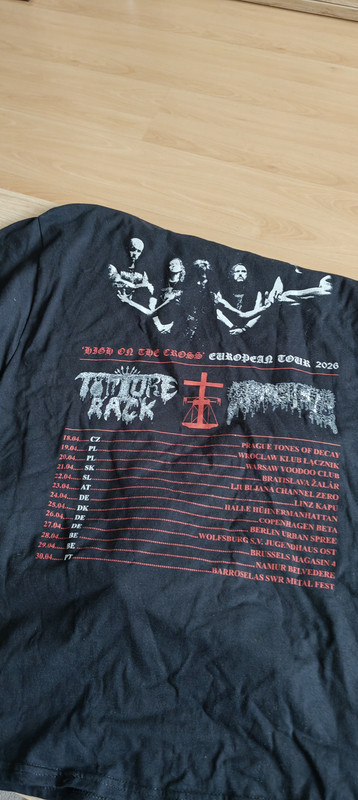 'HIGH ON THE CROSS' EUROPEAN TOUR 2026
TORTURE RACK
18.04. CZ PRAGUE TONES OF DECAY
19.04. PL WŁOCŁAW KLUB ŁĄCZNIK
20.04. PL WARSAW VOODOO CLUB
21.04. SK BRATISLAVA ŽALÁR
22.04. SL LJUBLJANA CHANNEL ZERO
23.04. AT LINZ KAPU
24.04. DE HALLE HÜHNERMANHATTAN
25.04. DK COPENHAGEN BETA
26.04. DE BERLIN URBAN SPREE
27.04. DE WOLFSBURG S.V. JUGENDHAUS OST
28.04. BE BRUSSELS MAGASIN 4
29.04. BE NAMUR BELVEDERE
30.04. PT BARROSELAS SWR METAL FEST